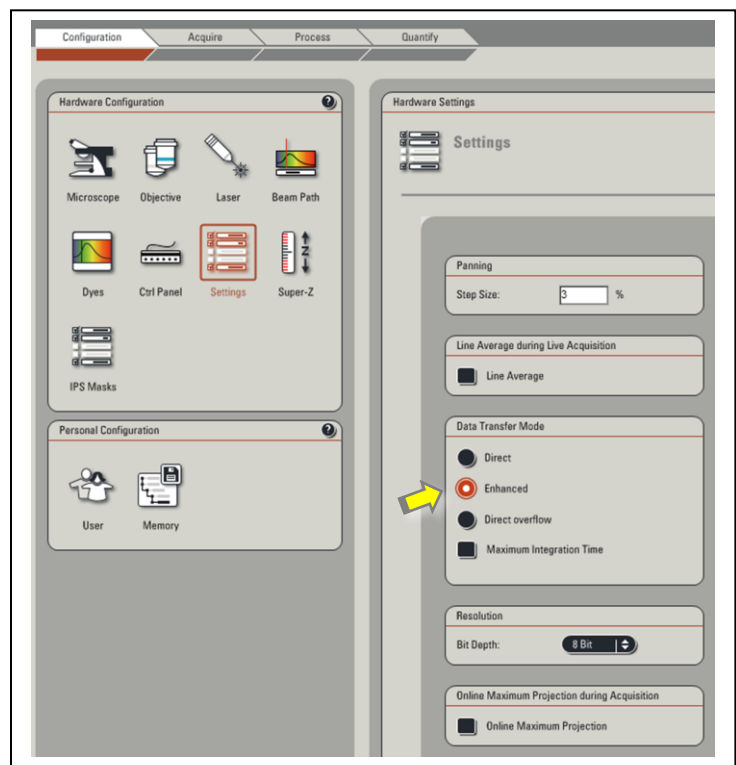 Configuration Acquire Process Quantify
Hardware Configuration ?
Microscope Objective Laser Beam Path
Z
Dyes Ctrl Panel Settings Super-Z
IPS Masks
Personal Configuration ?
User Memory
Hardware Settings
Settings
Panning
Step Size: 3 %
Line Average during Live Acquisition
Line Average
Data Transfer Mode
Direct
Enhanced
Direct overflow
Maximum Integration Time
Resolution
Bit Depth: 8 Bit
Online Maximum Projection during Acquisition
Online Maximum Projection